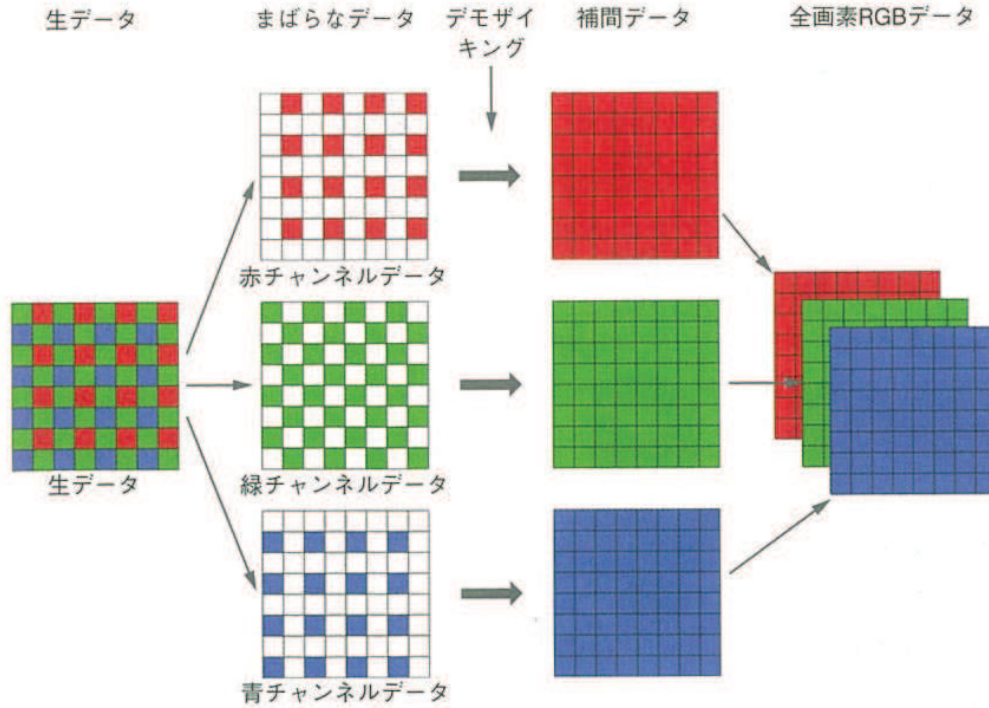 生データ
まばらなデータ
デモザイ
キング
補間データ
全画素RGBデータ
赤チャンネルデータ
生データ
緑チャンネルデータ
青チャンネルデータ